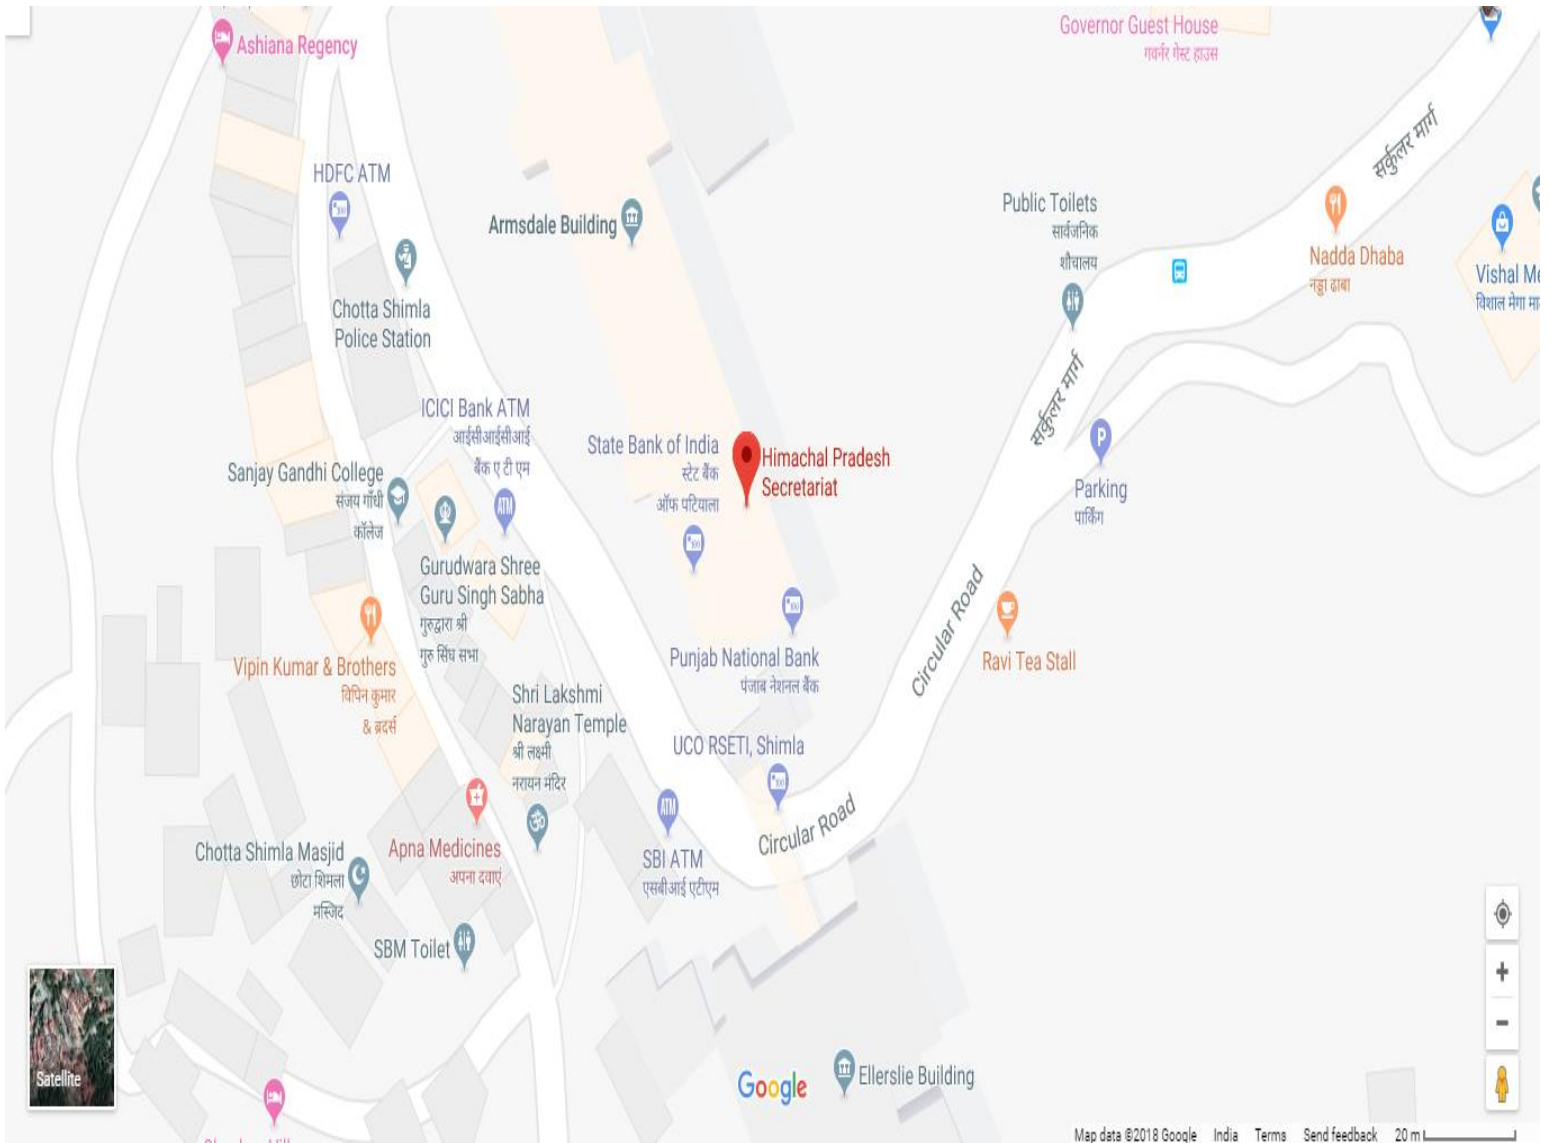 Governor Guest House
गवर्नर गेस्ट हाउस
Ashiana Regency
सर्कुलर मार्ग
HDFC ATM
Public Toilets
सार्वजनिक
शौचालय
Armsdale Building
Nadda Dhaba
नड्डा ढाबा
Vishal Me
विशाल मेगा मा
Chotta Shimla
Police Station
सर्कुलर मार्ग
ICICI Bank ATM
आईसीआईसीआई
बैंक ए टी एम
State Bank of India
स्टेट बैंक
ऑफ पटियाला
Himachal Pradesh
Secretariat
Sanjay Gandhi College
संजय गाँधी
कॉलेज
P
Parking
पार्किंग
ATM
Gurudwara Shree
Guru Singh Sabha
गुरुद्वारा श्री
गुरु सिंघ सभा
Circular Road
Vipin Kumar & Brothers
विपिन कुमार
& ब्रदर्स
Punjab National Bank
पंजाब नेशनल बैंक
Ravi Tea Stall
Shri Lakshmi
Narayan Temple
श्री लक्ष्मी
नरायन मंदिर
UCO RSETI, Shimla
ATM
Circular Road
Chotta Shimla Masjid
छोटा शिमला
मस्जिद
Apna Medicines
अपना दवाएं
SBI ATM
एसबीआई एटीएम
SBM Toilet
Satellite
Google
Ellerslie Building
Map data ©2018 Google India Terms Send feedback 20 m